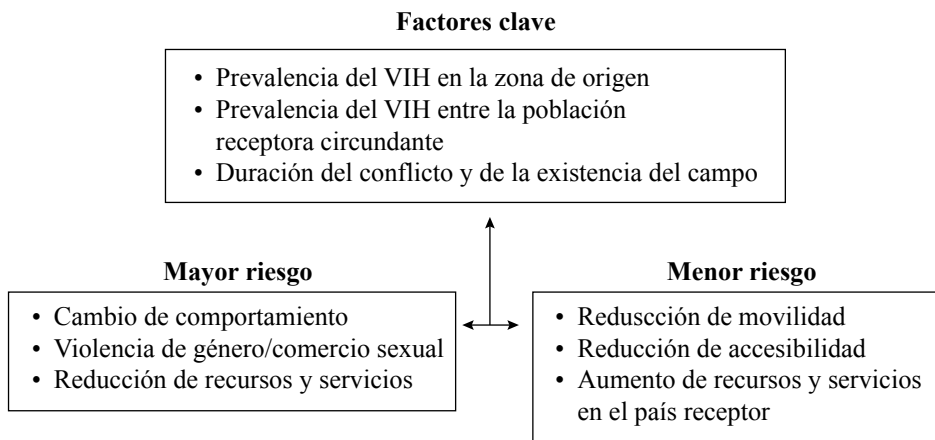 Factores clave
• Prevalencia del VIH en la zona de origen
• Prevalencia del VIH entre la población
receptora circundante
• Duración del conflicto y de la existencia del campo
Mayor riesgo
• Cambio de comportamiento
• Violencia de género/comercio sexual
• Reducción de recursos y servicios
Menor riesgo
• Reduscción de movilidad
• Reducción de accesibilidad
• Aumento de recursos y servicios
en el país receptor